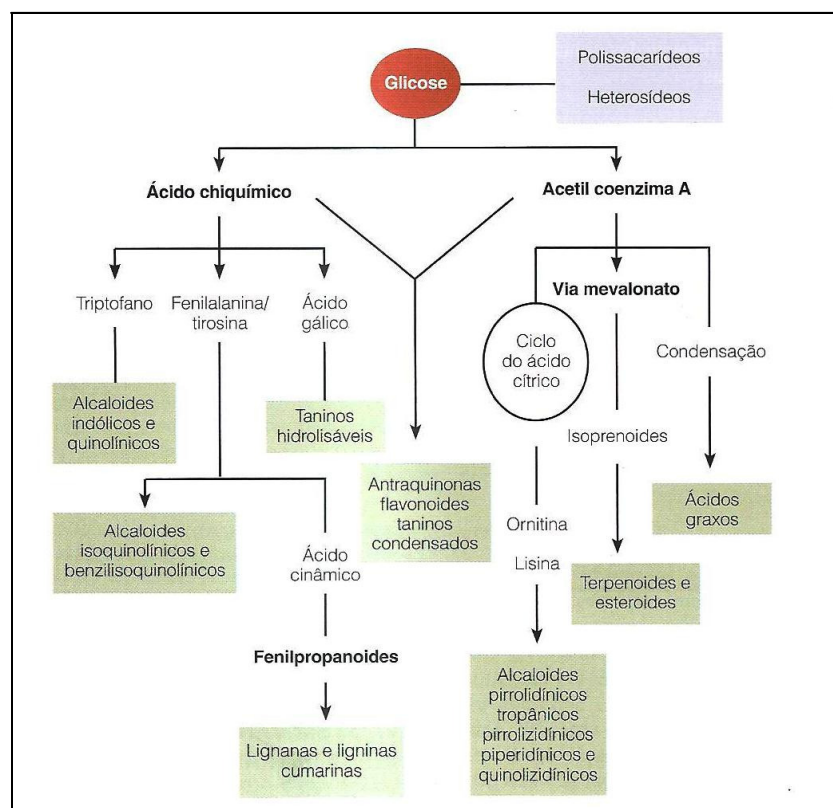 Glicose
Polissacarídeos
Heterosídeos
Ácido chiquímico
Acetil coenzima A
Triptofano
Fenilalanina/
tirosina
Ácido
gálico
Via mevalonato
Ciclo
do ácido
cítrico
Condensação
Alcaloides
indólicos e
quinolínicos
Taninos
hidrolisáveis
Isoprenoides
Antraquinonas
flavonoides
taninos
condensados
Ácidos
graxos
Alcaloides
isoquinolínicos e
benzilisoquinolínicos
Ácido
cinâmico
Ornitina
Lisina
Terpenoides e
esteroides
Fenilpropanoides
Alcaloides
pirrolidínicos
tropânicos
pirrolizidínicos
piperidínicos e
quinolizidínicos
Lignanas e ligninas
cumarinas